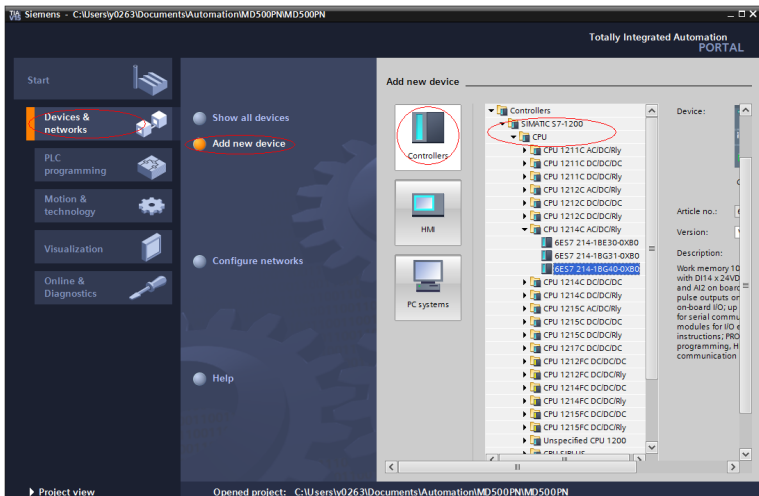 Siemens - C:\Users\y0263\Documents\Automation\MD500PN\MD500PN
Totally Integrated Automation
PORTAL
Start
Devices &
networks
PLC
programming
Motion &
technology
Visualization
Online &
Diagnostics
Project view
Show all devices
Add new device
Configure networks
Help
Add new device
Controllers
HMI
PC systems
Controllers
SIMATIC S7-1200
CPU
CPU 1211C AC/DC/Rly
CPU 1211C DC/DC/DC
CPU 1211C DC/DC/Rly
CPU 1212C AC/DC/Rly
CPU 1212C DC/DC/DC
CPU 1212C DC/DC/Rly
CPU 1214C AC/DC/Rly
6ES7 214-1BE30-0XB0
6ES7 214-1BG31-0XB0
6ES7 214-1BG40-0XB0
CPU 1214C DC/DC/DC
CPU 1214C DC/DC/Rly
CPU 1215C AC/DC/Rly
CPU 1215C DC/DC/DC
CPU 1215C DC/DC/Rly
CPU 1217C DC/DC/DC
CPU 1212FC DC/DC/DC
CPU 1212FC DC/DC/Rly
CPU 1214FC DC/DC/DC
CPU 1214FC DC/DC/Rly
CPU 1215FC DC/DC/DC
CPU 1215FC DC/DC/Rly
Unspecified CPU 1200
CPU SIPLUS
Device:
Article no.:
Version:
Description:
Work memory 10
with DI14 x 24VD
and AI2 on board
pulse outputs on
on-board I/O; up
for serial commu
modules for I/O e
instructions; PRO
programming, H
communication
Opened project: C:\Users\y0263\Documents\Automation\MD500PN\MD500PN